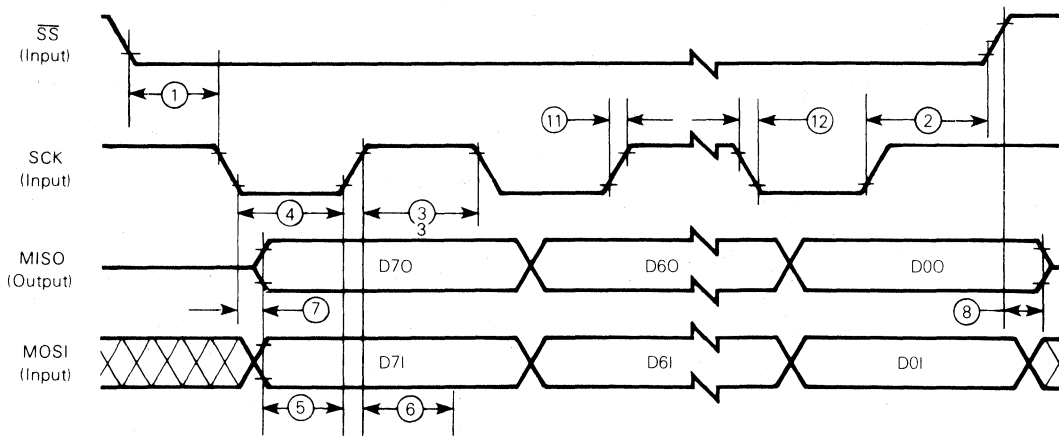 SS
(Input)
1
11
12
2
SCK
(Input)
4
3
3
MISO
(Output)
D7O
D6O
D0O
7
8
MOSI
(Input)
D7I
D6I
D0I
5
6